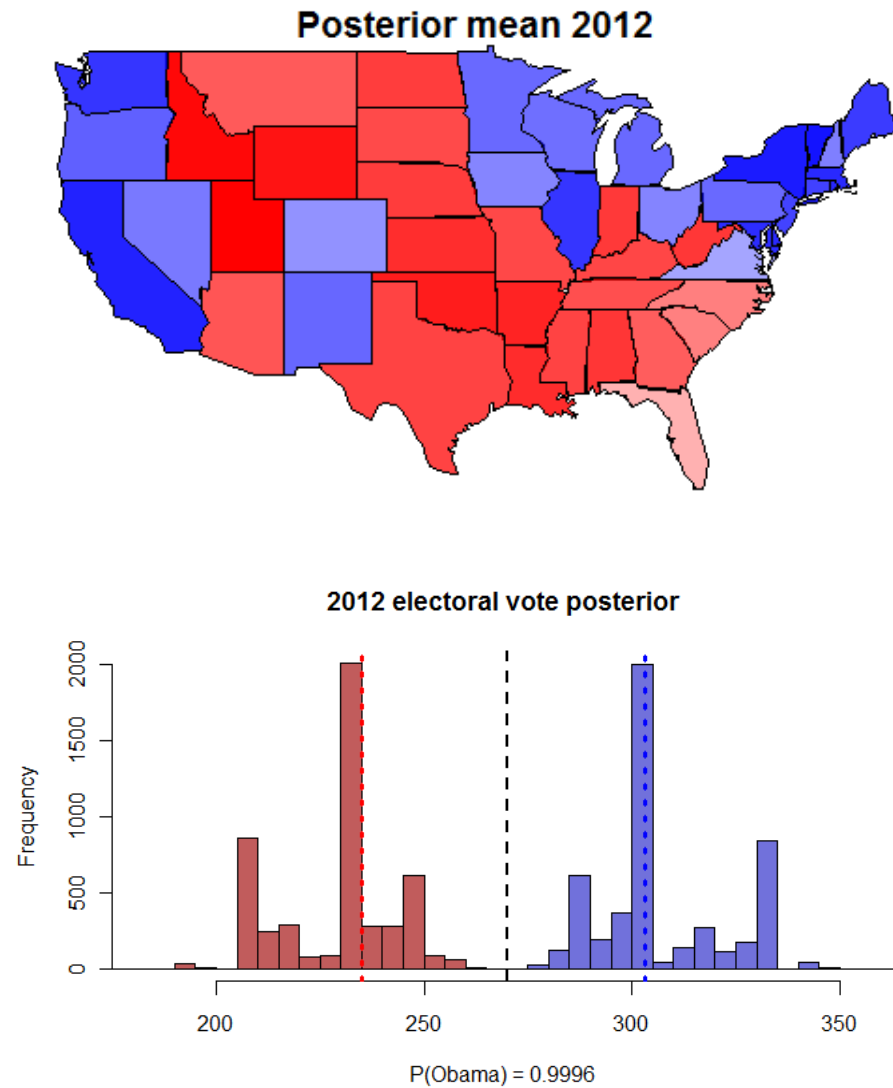 Posterior mean 2012
2012 electoral vote posterior
Frequency
2000
1500
1000
500
0
200 250 300 350
P(Obama) = 0.9996